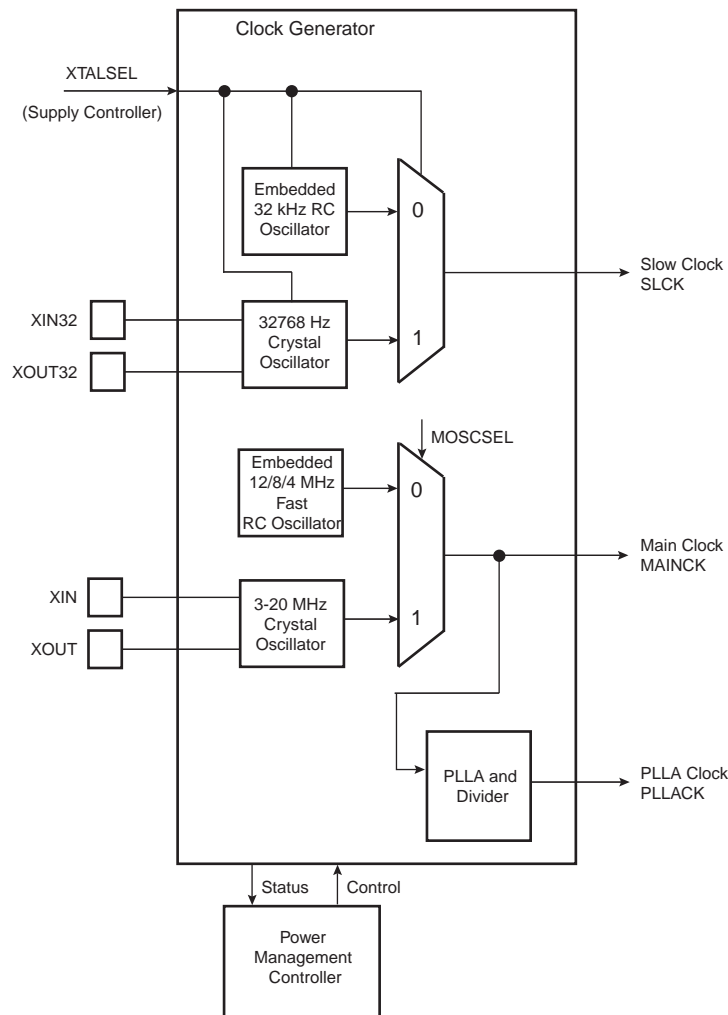 Clock Generator
XTALSEL
(Supply Controller)
Embedded
32 kHz RC
Oscillator
0
Slow Clock
SLCK
XIN32
32768 Hz
Crystal
Oscillator
1
XOUT32
MOSCSEL
Embedded
12/8/4 MHz
Fast
RC Oscillator
0
Main Clock
MAINCK
XIN
3-20 MHz
Crystal
Oscillator
1
XOUT
PLLA and
Divider
PLLA Clock
PLLACK
Status
Control
Power
Management
Controller